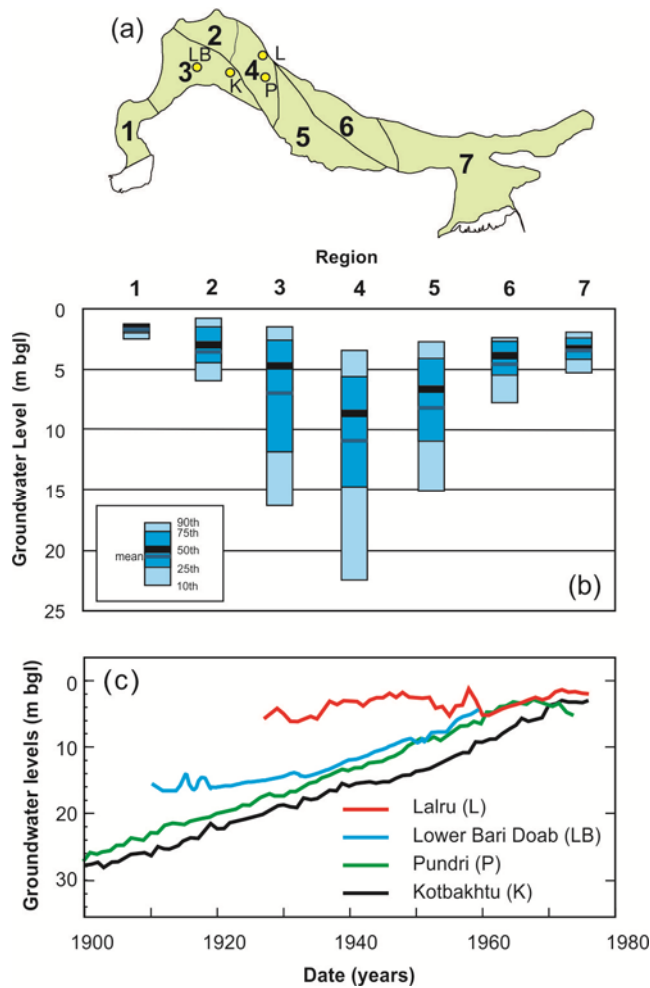 (a)
2
L
LB
4
3
K
P
1
5
6
7
Region
1 2 3 4 5 6 7
Groundwater Level (m bgl)
0
5
10
15
20
25
90th
75th
mean
50th
25th
10th
(b)
(c)
Groundwater levels (m bgl)
0
10
20
30
Lalru (L)
Lower Bari Doab (LB)
Pundri (P)
Kotbakhtu (K)
1900 1920 1940 1960 1980
Date (years)